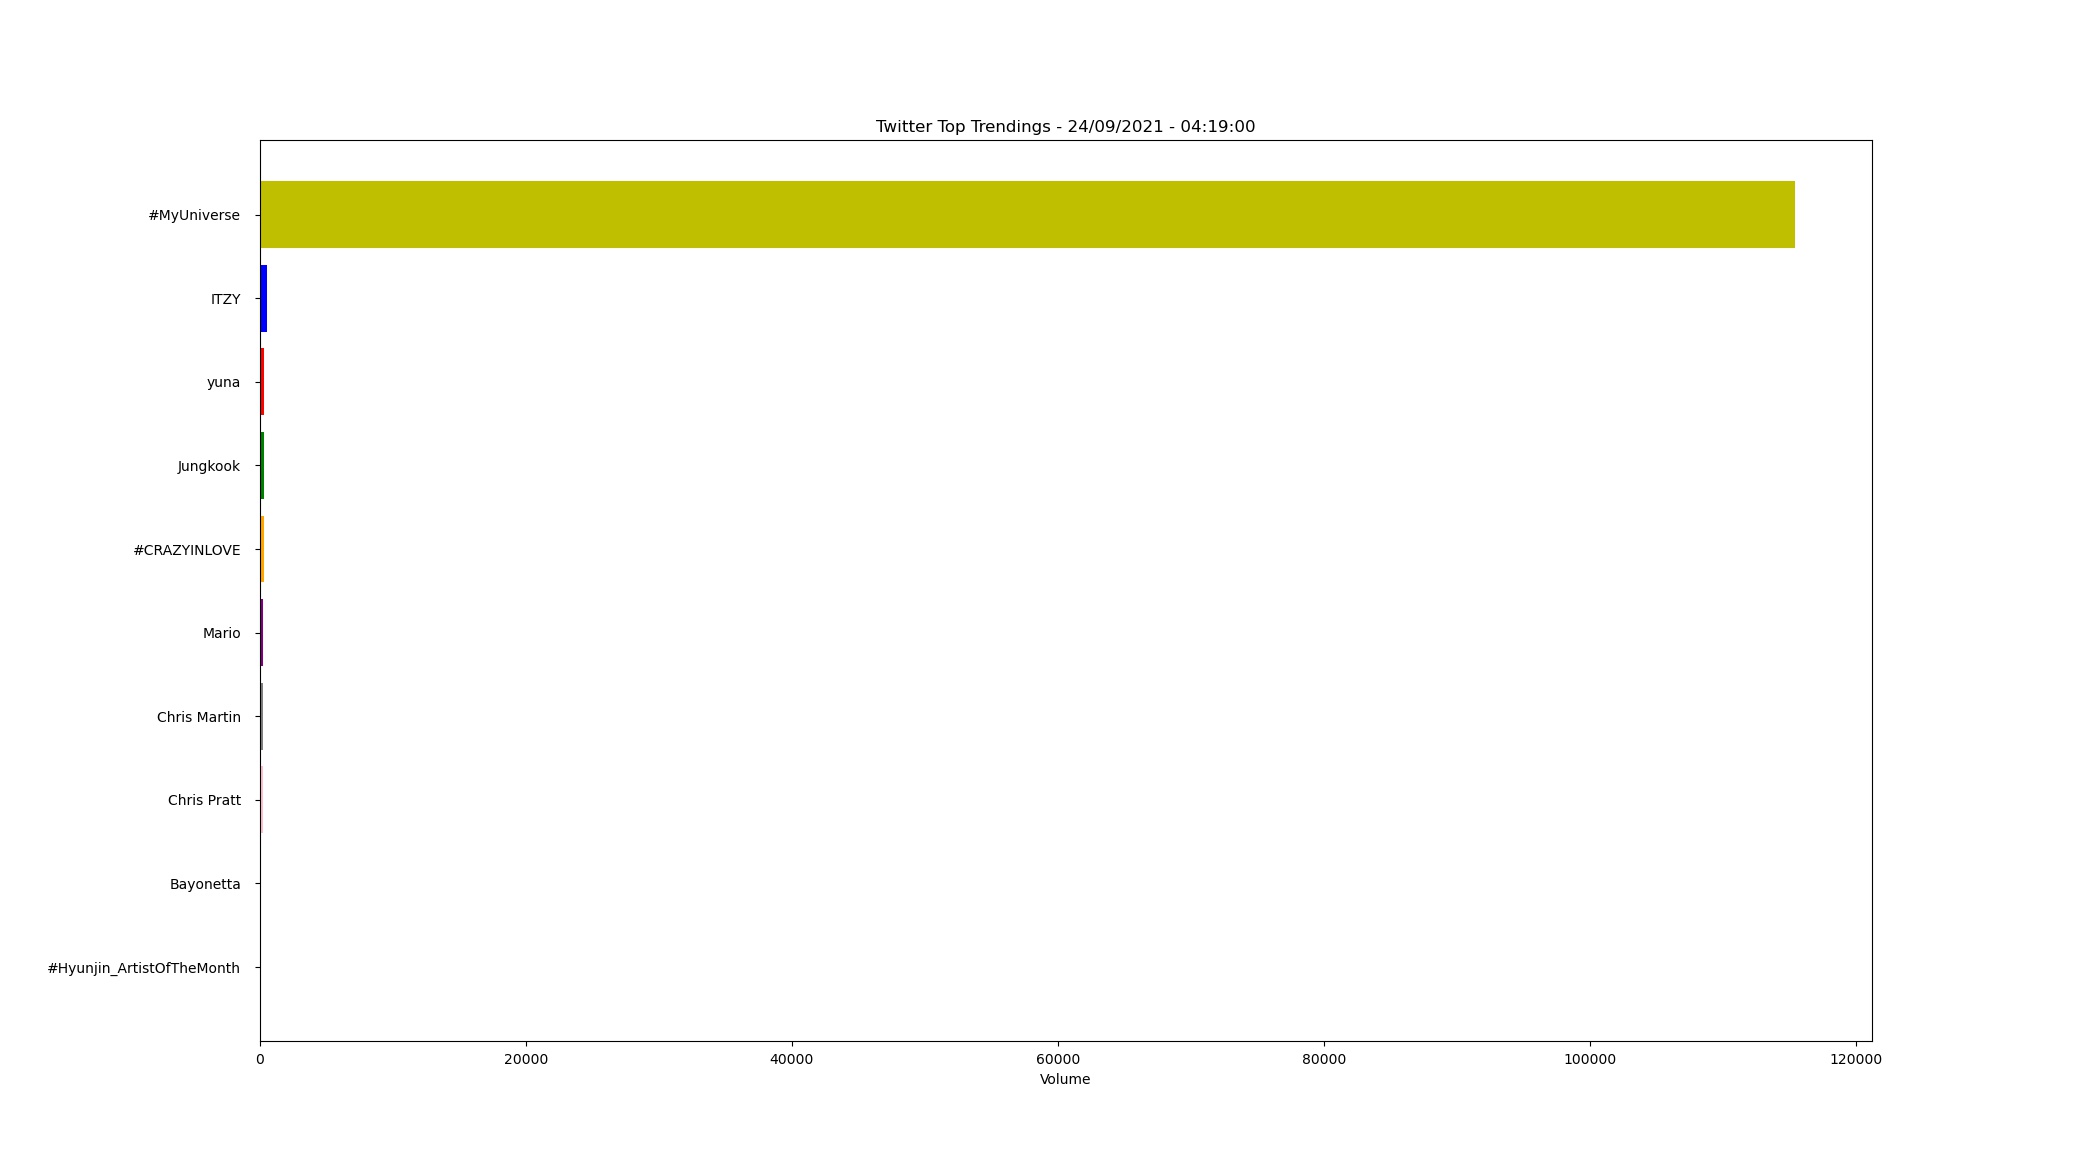 Twitter Top Trendings - 24/09/2021 - 04:19:00
#MyUniverse
ITZY
yuna
Jungkook
#CRAZYINLOVE
Mario
Chris Martin
Chris Pratt
Bayonetta
#Hyunjin_ArtistOfTheMonth
0 20000 40000 60000 80000 100000 120000
Volume